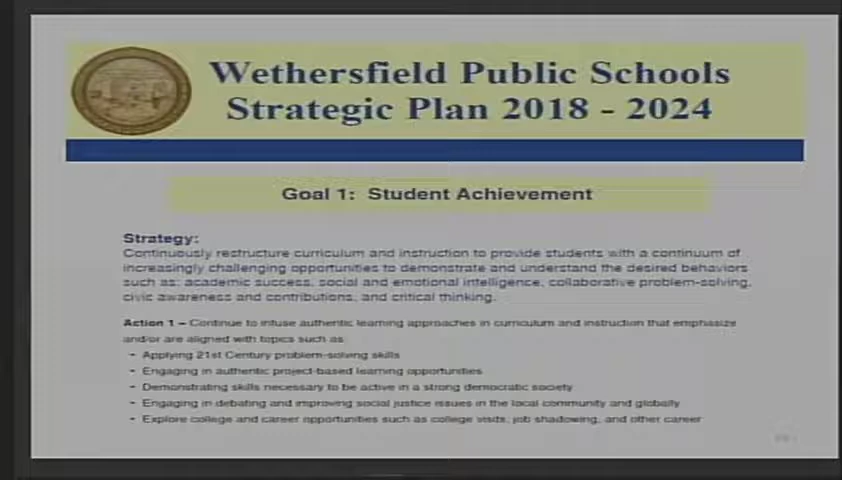 Wethersfield Public Schools
Strategic Plan 2018 - 2024
Goal 1: Student Achievement
Strategy:
Continuously restructure curriculum and instruction to provide students with a continuum of
increasingly challenging opportunities to demonstrate and understand the desired behaviors
such as: academic success, social and emotional intelligence, collaborative problem-solving,
civic awareness and contributions, and critical thinking.
Action 1 – Continue to infuse authentic learning approaches in curriculum and instruction that emphasize
and/or are aligned with topics such as:
- Applying 21st Century problem-solving skills
- Engaging in authentic project-based learning opportunities
- Demonstrating skills necessary to be active in a strong democratic society
- Engaging in debating and improving social justice issues in the local community and globally
- Explore college and career opportunities such as college visits, job shadowing, and other career